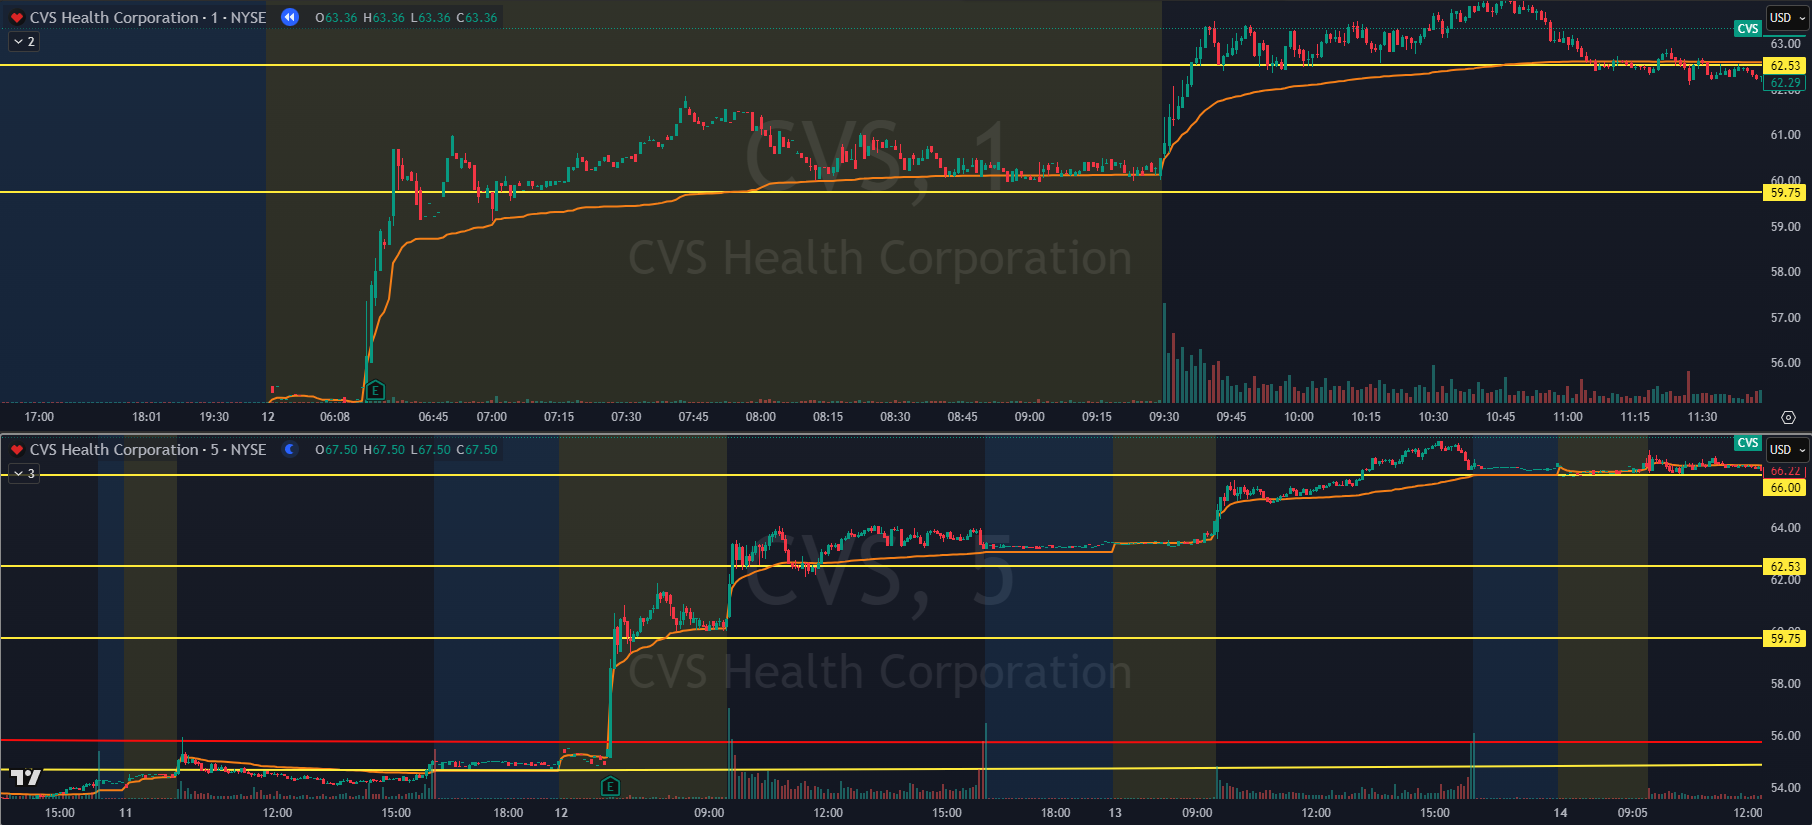 CVS Health Corporation · 1 · NYSE O63.36 H63.36 L63.36 C63.36
2
USD
CVS
63.00
62.53
62.29
62.00
61.00
60.00
59.75
59.00
58.00
57.00
56.00
CVS, 1
CVS Health Corporation
E
17:00 18:01 19:30 12 06:08 06:45 07:00 07:15 07:30 07:45 08:00 08:15 08:30 08:45 09:00 09:15 09:30 09:45 10:00 10:15 10:30 10:45 11:00 11:15 11:30
CVS Health Corporation · 5 · NYSE O67.50 H67.50 L67.50 C67.50
3
CVS
USD
66.22
66.00
64.00
62.53
62.00
59.75
58.00
56.00
54.00
CVS, 5
CVS Health Corporation
E
15:00 11 12:00 15:00 18:00 12 09:00 12:00 15:00 18:00 13 09:00 12:00 15:00 14 09:05 12:00